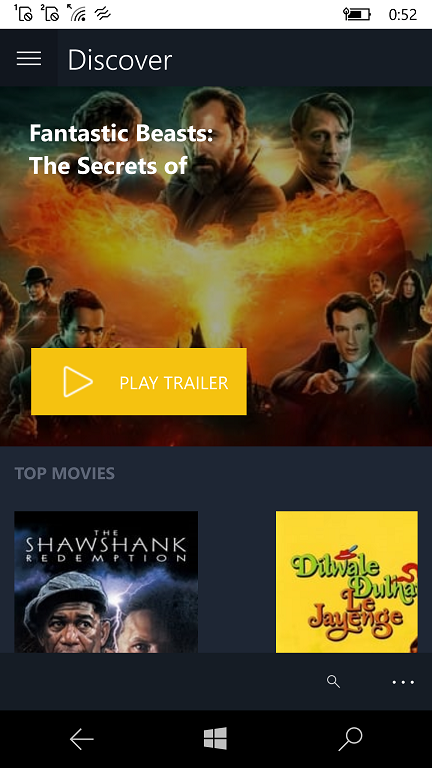 1 2 0:52
Discover
Fantastic Beasts:
The Secrets of
PLAY TRAILER
TOP MOVIES
THE
SHAWSHANK
REDEMPTION
Dilwale
Dulha
Le
Jayenge